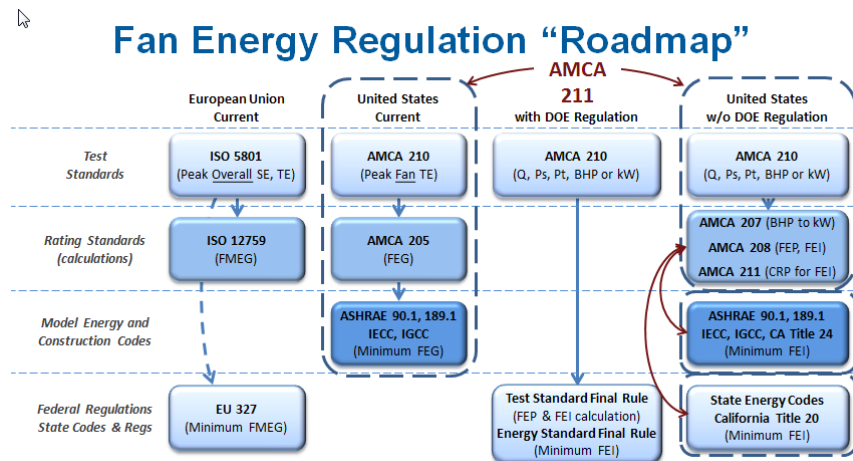 Fan Energy Regulation “Roadmap”
AMCA
211
European Union
Current
United States
Current
with DOE Regulation
United States
w/o DOE Regulation
Test
Standards
ISO 5801
(Peak Overall SE, TE)
AMCA 210
(Peak Fan TE)
AMCA 210
(Q, Ps, Pt, BHP or kW)
AMCA 210
(Q, Ps, Pt, BHP or kW)
Rating Standards
(calculations)
ISO 12759
(FMEG)
AMCA 205
(FEG)
AMCA 207 (BHP to kW)
AMCA 208 (FEP, FEI)
AMCA 211 (CRP for FEI)
Model Energy and
Construction Codes
ASHRAE 90.1, 189.1
IECC, IGCC
(Minimum FEG)
ASHRAE 90.1, 189.1
IECC, IGCC, CA Title 24
(Minimum FEI)
Federal Regulations
State Codes & Regs
EU 327
(Minimum FMEG)
Test Standard Final Rule
(FEP & FEI calculation)
Energy Standard Final Rule
(Minimum FEI)
State Energy Codes
California Title 20
(Minimum FEI)